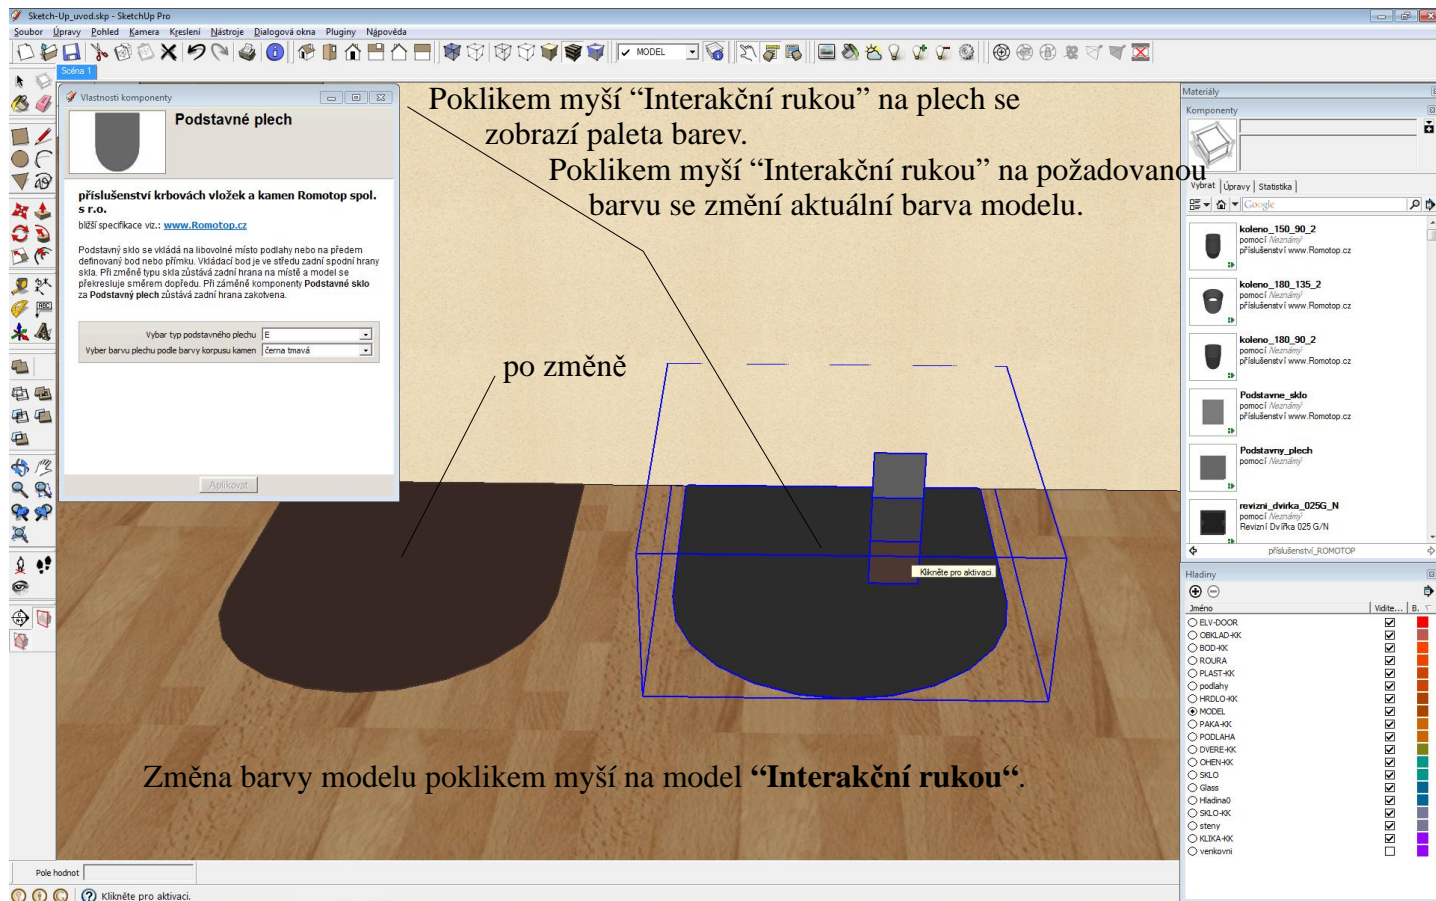 Sketch-Up_uvod.skp - SketchUp Pro
Soubor Úpravy Pohled Kamera Kreslení Nástroje Dialogová okna Pluginy Nápověda
MODEL
Scéna 1
Vlastnosti komponenty
Podstavné plech
příslušenství krbovách vložek a kamen Romotop spol.
s r.o.
bližší specifikace viz.: www.Romotop.cz
Podstavný sklo se vkládá na libovolné místo podlahy nebo na předem
definovaný bod nebo přímku. Vkládací bod je ve středu zadní spodní hrany
skla. Při změně typu skla zůstává zadní hrana na místě a model se
překresluje směrem dopředu. Při záměně komponenty Podstavné sklo
za Podstavný plech zůstává zadní hrana zakotvena.
Vybar typ podstavného plechu E
Vyber barvu plechu podle barvy korpusu kamen černa tmavá
Aplikovat
Poklikem myší “Interakční rukou” na plech se
zobrazí paleta barev.
Poklikem myší “Interakční rukou” na požadovanou
barvu se změní aktuální barva modelu.
po změně
Klikněte pro aktivaci
Změna barvy modelu poklikem myší na model “Interakční rukou“.
Materiály
Komponenty
Vybrat Úpravy Statistika
Google
koleno_150_90_2
pomocí Neznámý
příslušenství www.Romotop.cz
koleno_180_135_2
pomocí Neznámý
příslušenství www.Romotop.cz
koleno_180_90_2
pomocí Neznámý
příslušenství www.Romotop.cz
Podstavne_sklo
pomocí Neznámý
příslušenství www.Romotop.cz
Podstavny_plech
pomocí Neznámý
revizni_dvirka_025G_N
pomocí Neznámý
Revizní Dvířka 025 G/N
příslušenství_ROMOTOP
Hladiny
Jméno Vidite... B.
ELV-DOOR
OBKLAD-KK
BOD-KK
ROURA
PLAST-KK
podlahy
HRDLO-KK
MODEL
PAKA-KK
PODLAHA
DVERE-KK
OHEN-KK
SKLO
Glass
Hladina0
SKLO-KK
steny
KLIKA-KK
venkovni
Pole hodnot
Klikněte pro aktivaci.